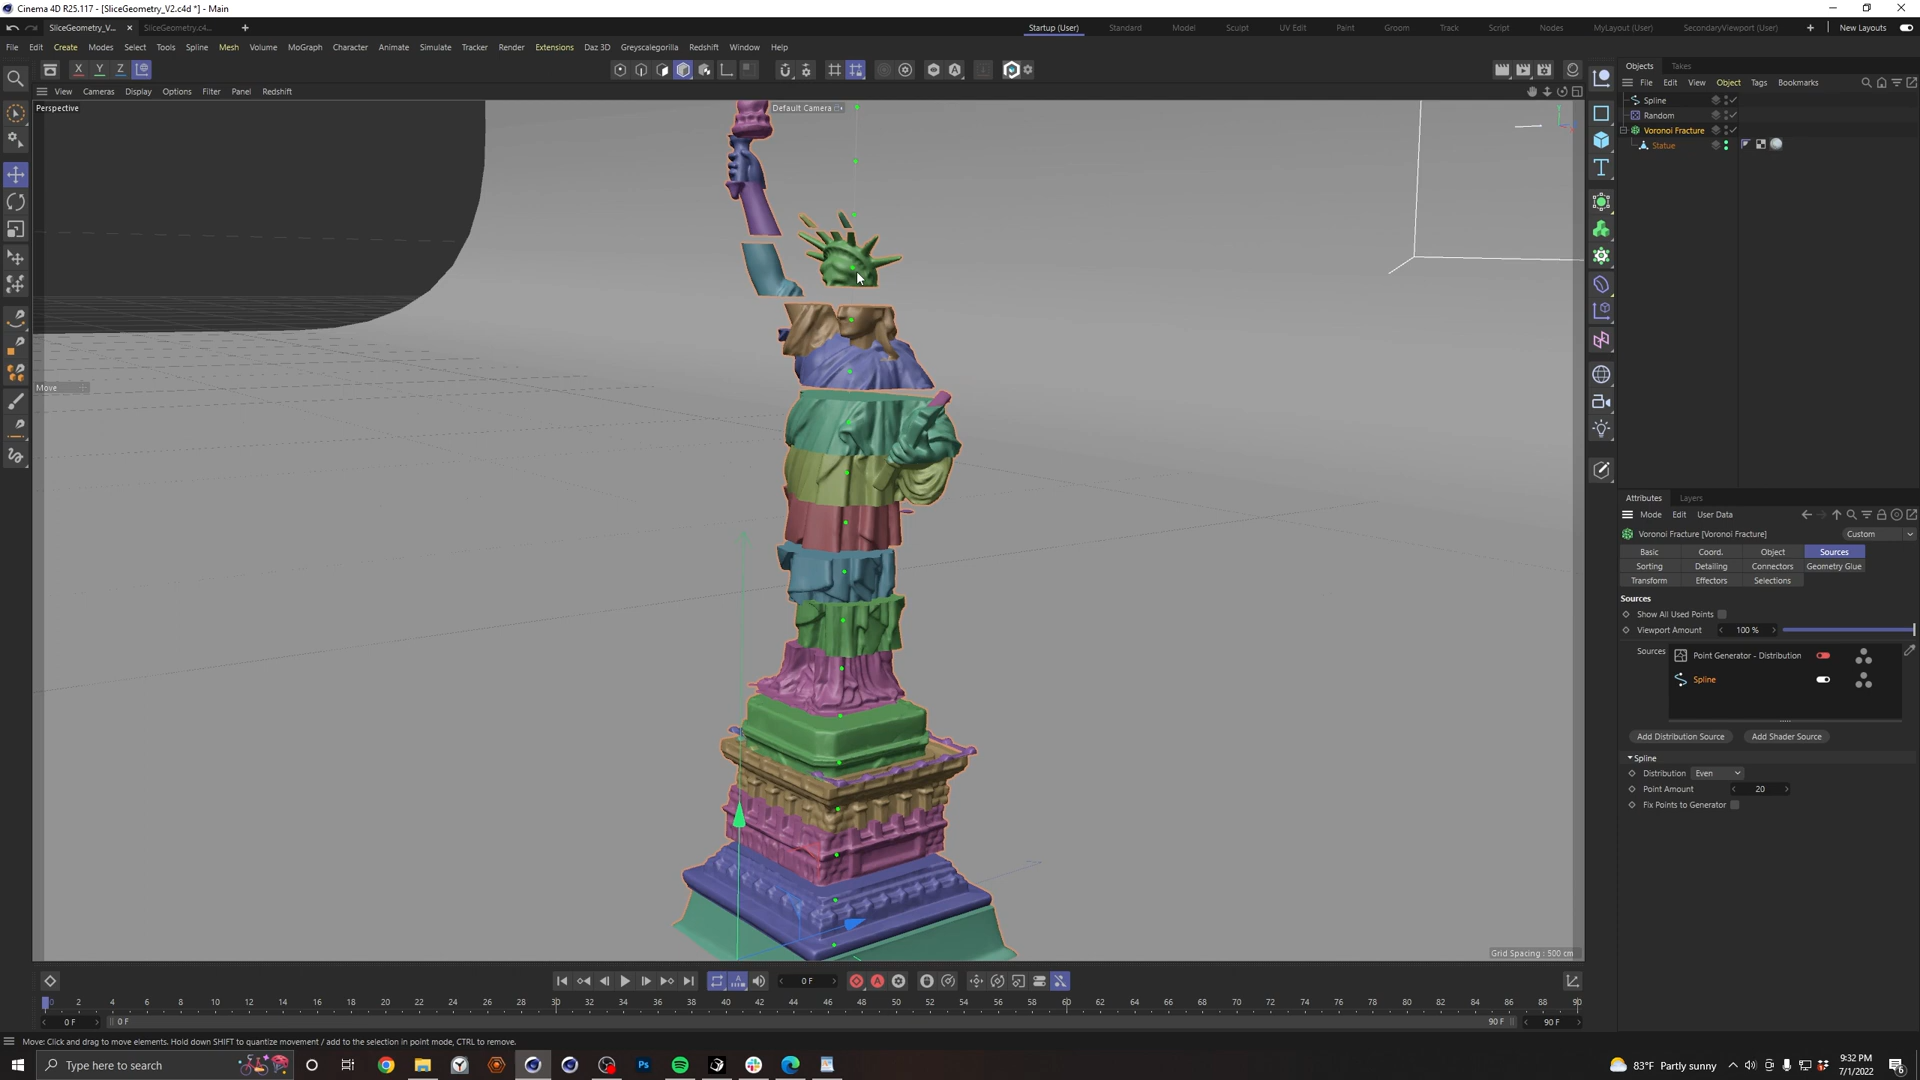 Cinema 4D R25.117 - [SliceGeometry_V2.c4d *] - Main
SliceGeometry_V... × SliceGeometry.c4... + Startup (User) Standard Model Sculpt UV Edit Paint Groom Track Script Nodes MyLayout (User) SecondaryViewport (User) + New Layouts
File Edit Create Modes Select Tools Spline Mesh Volume MoGraph Character Animate Simulate Tracker Render Extensions Daz 3D Greyscalegorilla Redshift Window Help
X Y Z
View Cameras Display Options Filter Panel Redshift
Perspective
Default Camera
Move
Grid Spacing : 500 cm
Objects Takes
File Edit View Object Tags Bookmarks
Spline
Random
Voronoi Fracture
Statue
Attributes Layers
Mode Edit User Data
Voronoi Fracture [Voronoi Fracture] Custom
Basic Coord. Object Sources
Sorting Detailing Connectors Geometry Glue
Transform Effectors Selections
Sources
Show All Used Points
Viewport Amount 100 %
Sources Point Generator - Distribution
Spline
Add Distribution Source Add Shader Source
Spline
Distribution Even
Point Amount 20
Fix Points to Generator
0 F
0 2 4 6 8 10 12 14 16 18 20 22 24 26 28 30 32 34 36 38 40 42 44 46 48 50 52 54 56 58 60 62 64 66 68 70 72 74 76 78 80 82 84 86 88 90
0 F 0 F 90 F 90 F
Move: Click and drag to move elements. Hold down SHIFT to quantize movement / add to the selection in point mode, CTRL to remove.
Type here to search
83°F Partly sunny
9:32 PM
7/1/2022